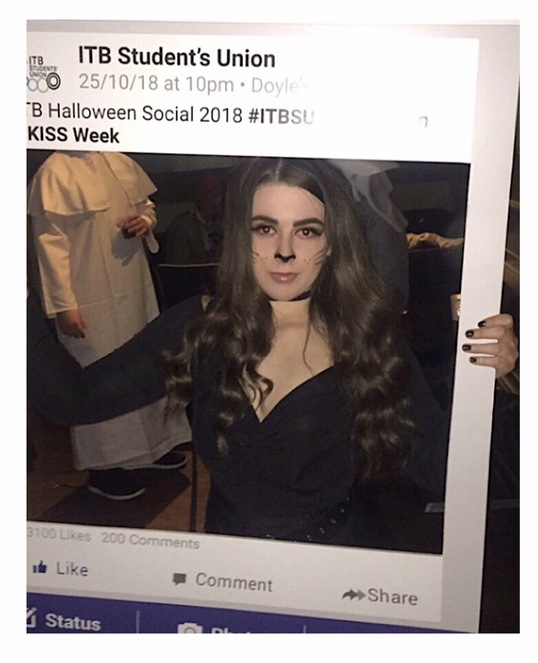 ITB
STUDENTS'
UNION
ITB Student's Union
25/10/18 at 10pm • Doyle's
TB Halloween Social 2018 #ITBSU
KISS Week
3100 Likes 200 Comments
Like
Comment
Share
Status